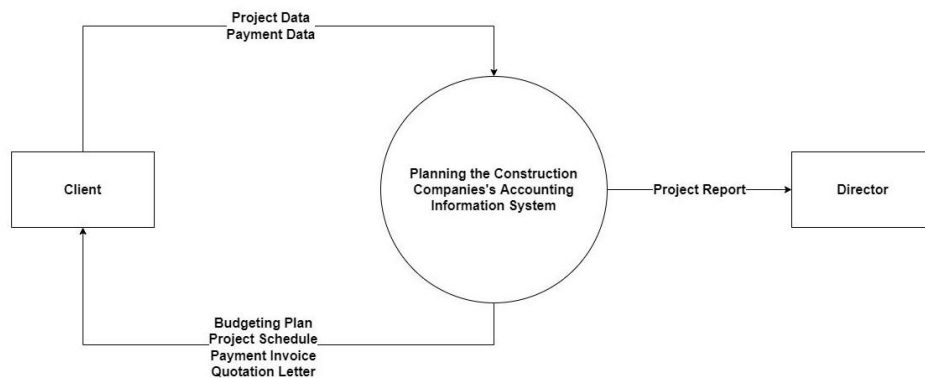 Project Data
Payment Data
Client
Planning the Construction
Companies's Accounting
Information System
Project Report
Director
Budgeting Plan
Project Schedule
Payment Invoice
Quotation Letter